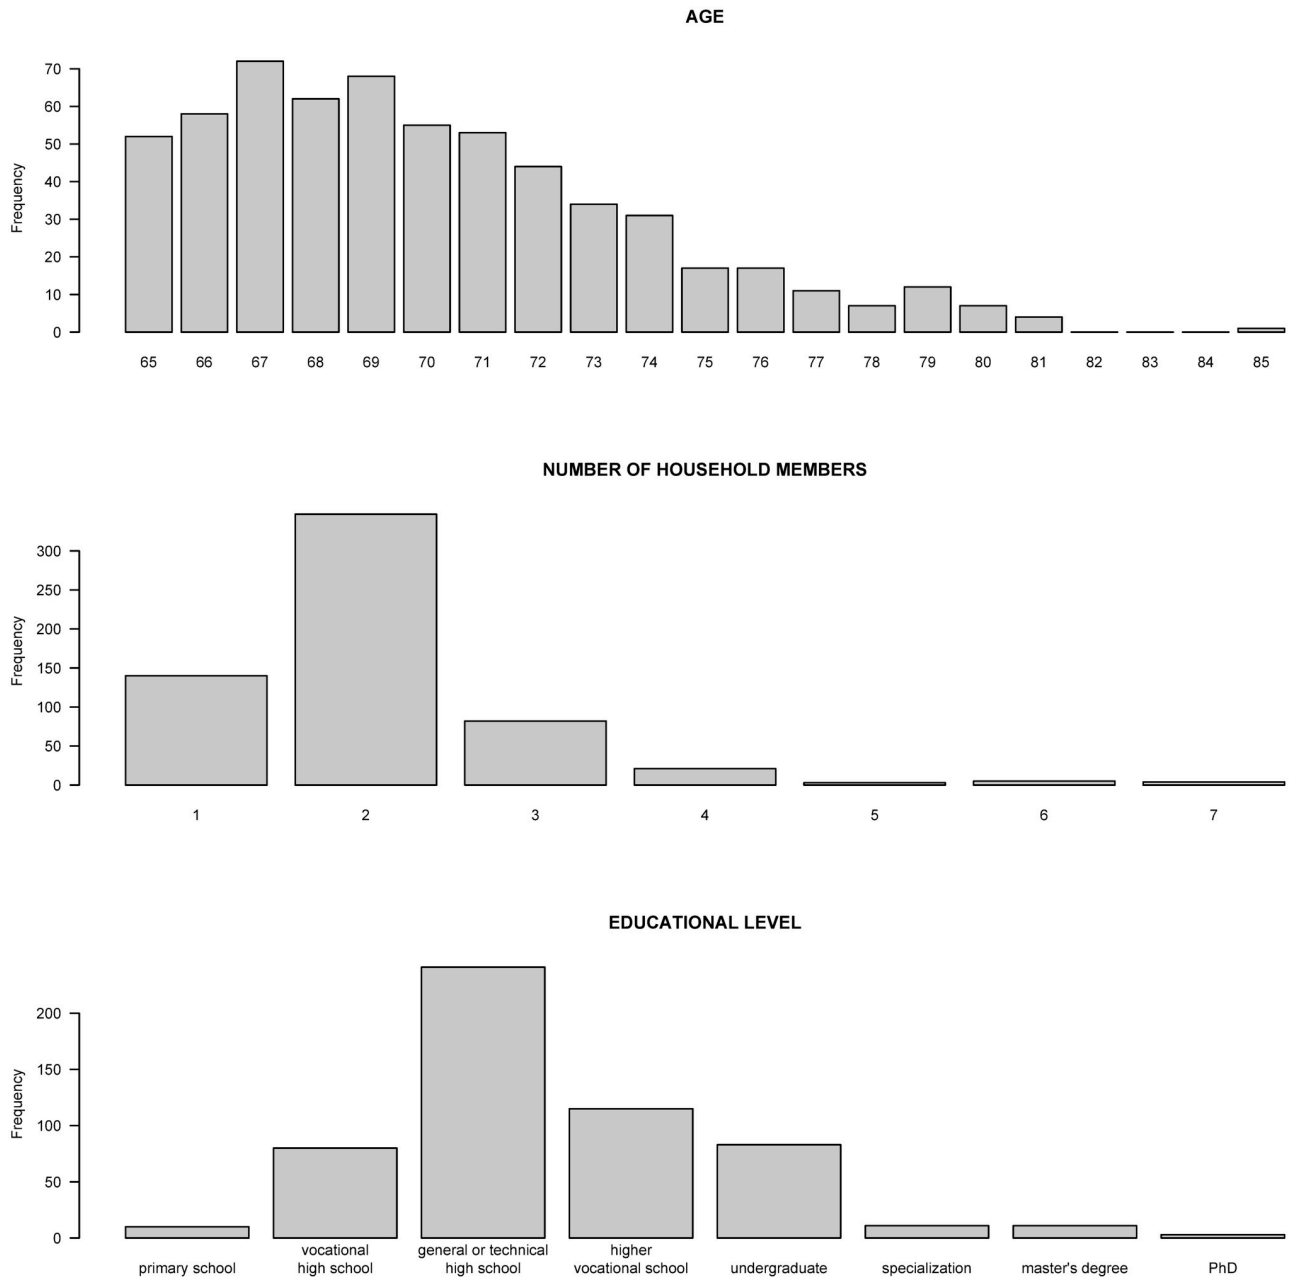 AGE
Frequency
70
60
50
40
30
20
10
0
65 66 67 68 69 70 71 72 73 74 75 76 77 78 79 80 81 82 83 84 85
NUMBER OF HOUSEHOLD MEMBERS
Frequency
300
250
200
150
100
50
0
1 2 3 4 5 6 7
EDUCATIONAL LEVEL
Frequency
200
150
100
50
0
primary school
vocational
high school
general or technical
high school
higher
vocational school
undergraduate
specialization
master's degree
PhD